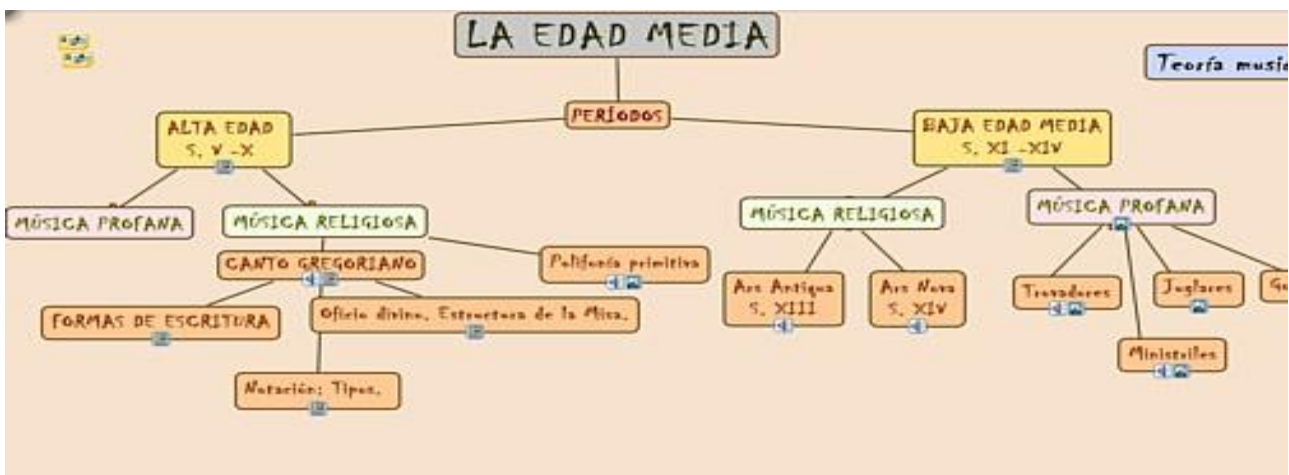 LA EDAD MEDIA
Teoría
PERÍODOS
ALTA EDAD
S. V -X
BAJA EDAD MEDIA
S. XI -XIV
MÚSICA PROFANA
MÚSICA RELIGIOSA
MÚSICA RELIGIOSA
MÚSICA PROFANA
CANTO GREGORIANO
Polifonía primitiva
Ars Antiqua
S. XIII
Ars Nova
S. XIV
Trovadores
Juglares
FORMAS DE ESCRITURA
Oficio divino. Estructura de la Misa.
Ministriles
Notación: Tipos.